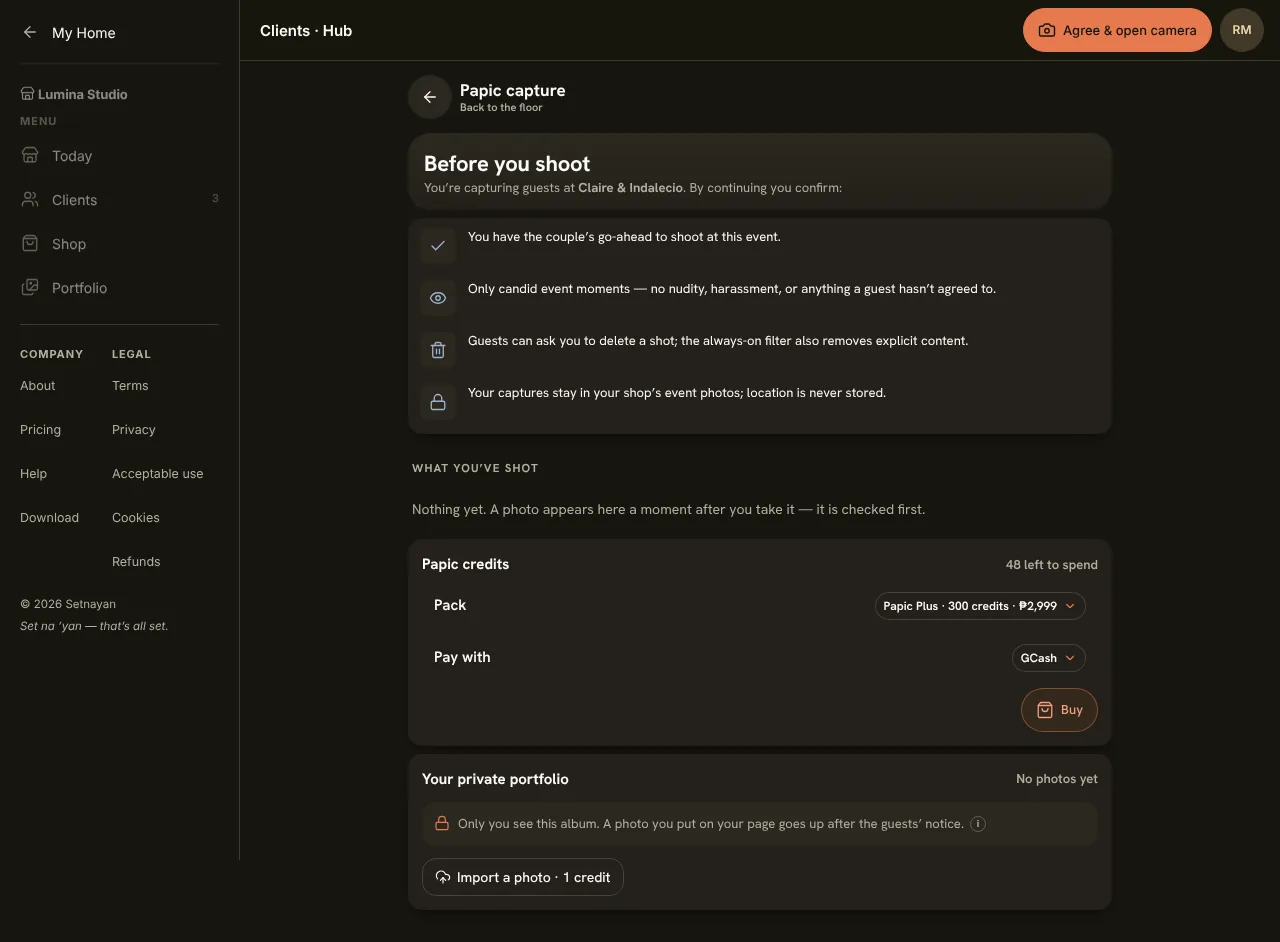 My Home
Lumina Studio
MENU
Today
Clients 3
Shop
Portfolio
COMPANY LEGAL
About Terms
Pricing Privacy
Help Acceptable use
Download Cookies
Refunds
© 2026 Setnayan
Set na ’yan — that’s all set.
Clients · Hub
Agree & open camera
RM
Papic capture
Back to the floor
Before you shoot
You’re capturing guests at Claire & Indalecio. By continuing you confirm:
You have the couple’s go-ahead to shoot at this event.
Only candid event moments — no nudity, harassment, or anything a guest hasn’t agreed to.
Guests can ask you to delete a shot; the always-on filter also removes explicit content.
Your captures stay in your shop’s event photos; location is never stored.
WHAT YOU’VE SHOT
Nothing yet. A photo appears here a moment after you take it — it is checked first.
Papic credits 48 left to spend
Pack Papic Plus · 300 credits · ₱2,999
Pay with GCash
Buy
Your private portfolio No photos yet
Only you see this album. A photo you put on your page goes up after the guests’ notice.
Import a photo · 1 credit